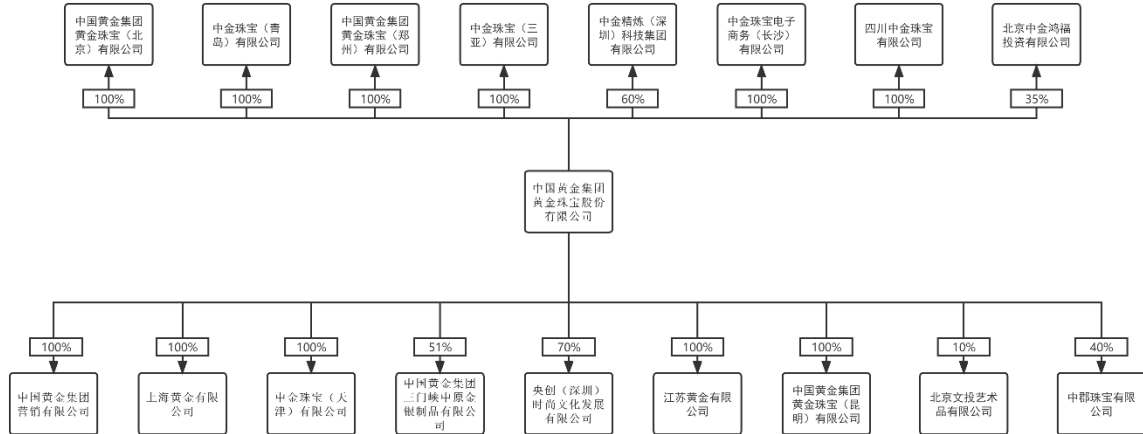 中国黄金集团
黄金珠宝（北
京）有限公司
中金珠宝（青
岛）有限公司
中国黄金集团
黄金珠宝（郑
州）有限公司
中金珠宝（三
亚）有限公司
中金精炼（深
圳）科技集团有
限公司
中金珠宝电子
商务（长沙）有
限公司
四川中金珠宝
有限公司
北京中金鸿福
投资有限公司
100%
100%
100%
100%
60%
100%
100%
35%
中国黄金集团
黄金珠宝股份
有限公司
100%
100%
100%
51%
70%
100%
100%
10%
40%
中国黄金集团
营销有限公司
上海黄金有限
公司
中金珠宝（天
津）有限公司
中国黄金集团
三门峡中原金
银制品有限公
司
央创（深圳）
时尚文化发展
有限公司
江苏黄金有限
公司
中国黄金集团
黄金珠宝（昆
明）有限公司
北京文投艺术
品有限公司
中郡珠宝有限
公司